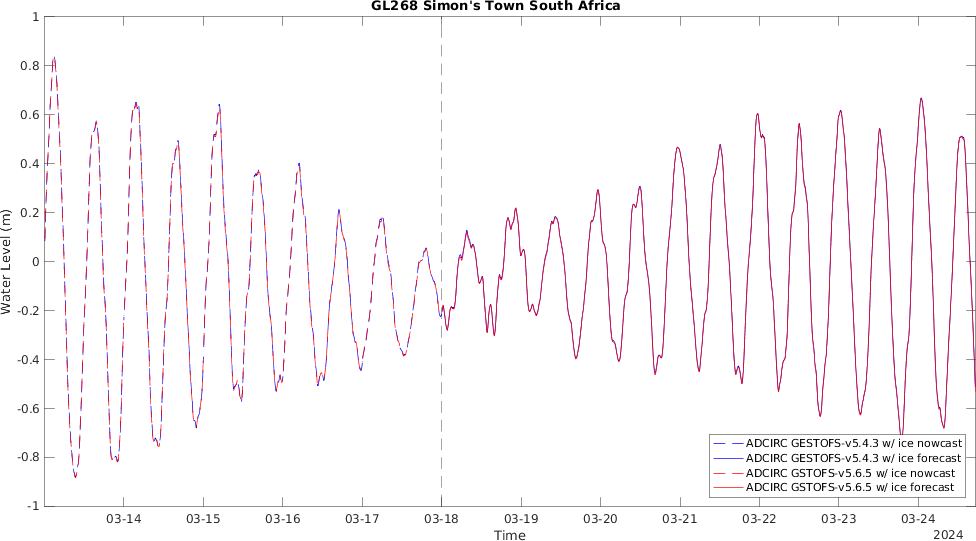 GL268 Simon's Town South Africa
1
0.8
0.6
0.4
0.2
0
-0.2
-0.4
-0.6
-0.8
-1
Water Level (m)
ADCIRC GESTOFS-v5.4.3 w/ ice nowcast
ADCIRC GESTOFS-v5.4.3 w/ ice forecast
ADCIRC GSTOFS-v5.6.5 w/ ice nowcast
ADCIRC GSTOFS-v5.6.5 w/ ice forecast
03-14 03-15 03-16 03-17 03-18 03-19 03-20 03-21 03-22 03-23 03-24
Time
2024